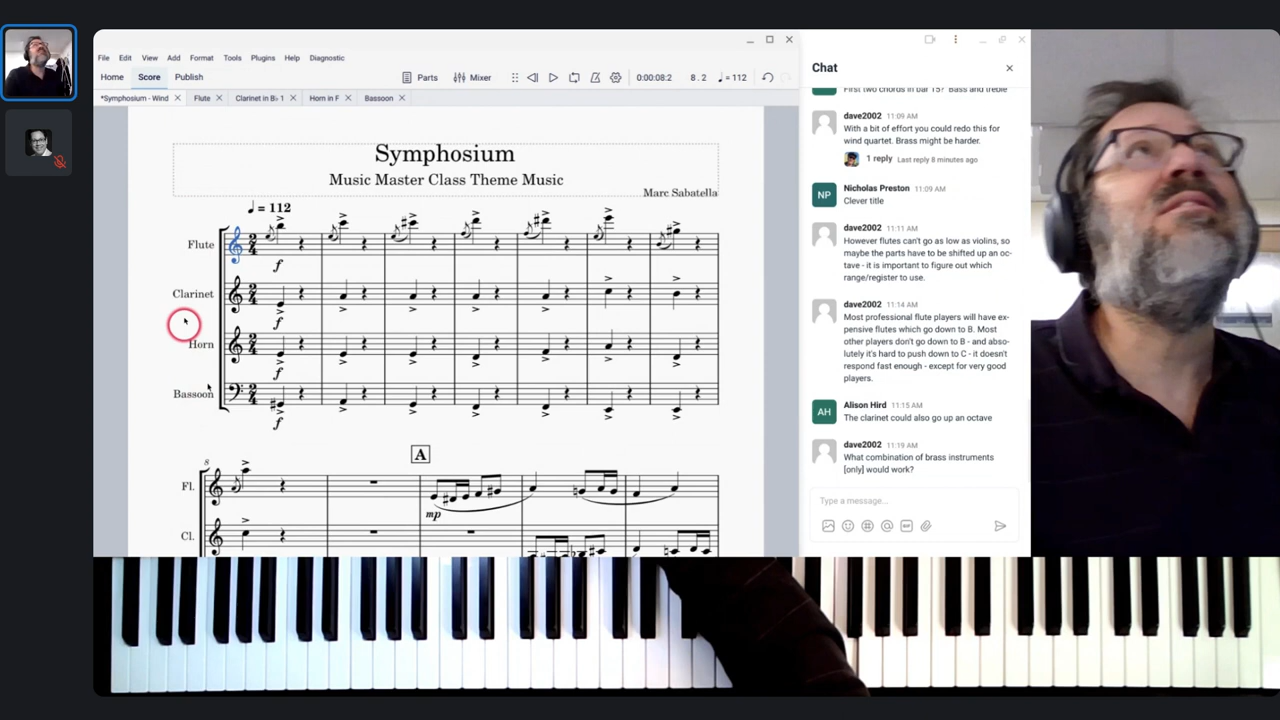 File Edit View Add Format Tools Plugins Help Diagnostic
Home Score Publish
Parts Mixer 0:00:08:2 8 . 2 = 112
*Symphosium - Wind Flute Clarinet in B♭ 1 Horn in F Bassoon
Symphosium
Music Master Class Theme Music
Marc Sabatella
= 112
Flute
f
Clarinet
f
Horn
f
Bassoon
f
8
A
Fl.
mp
Cl.
Chat
First two chords in bar 15? Bass and treble
dave2002 11:09 AM
With a bit of effort you could redo this for
wind quartet. Brass might be harder.
1 reply Last reply 8 minutes ago
NP
Nicholas Preston 11:09 AM
Clever title
dave2002 11:11 AM
However flutes can't go as low as violins, so
maybe the parts have to be shifted up an oc-
tave - it is important to figure out which
range/register to use.
dave2002 11:14 AM
Most professional flute players will have ex-
pensive flutes which go down to B. Most
other players don't go down to B - and abso-
lutely it's hard to push down to C - it doesn't
respond fast enough - except for very good
players.
AH
Alison Hird 11:15 AM
The clarinet could also go up an octave
dave2002 11:19 AM
What combination of brass instruments
[only] would work?
Type a message...
GIF